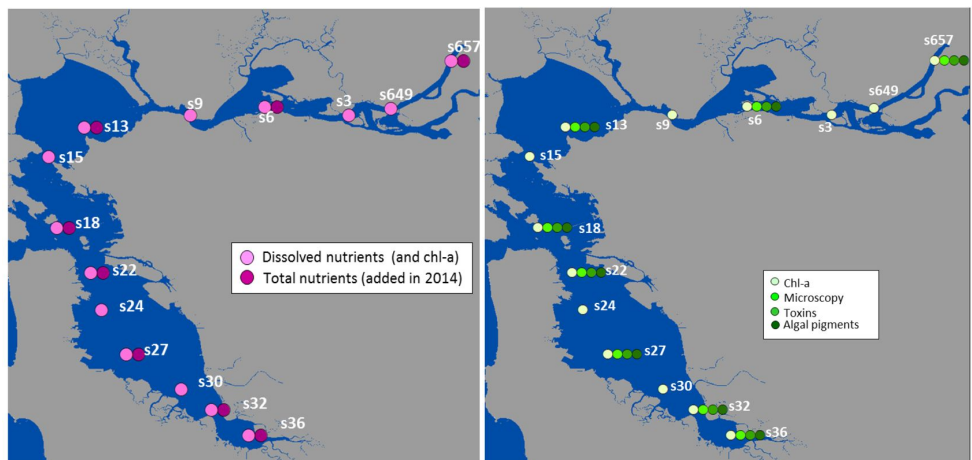 s657
s649
s9
s3
s6
s13
s15
s18
s22
s24
s27
s30
s32
s36
Dissolved nutrients (and chl-a)
Total nutrients (added in 2014)
s657
s649
s9
s6
s3
s13
s15
s18
s22
s24
s27
s30
s32
s36
Chl-a
Microscopy
Toxins
Algal pigments